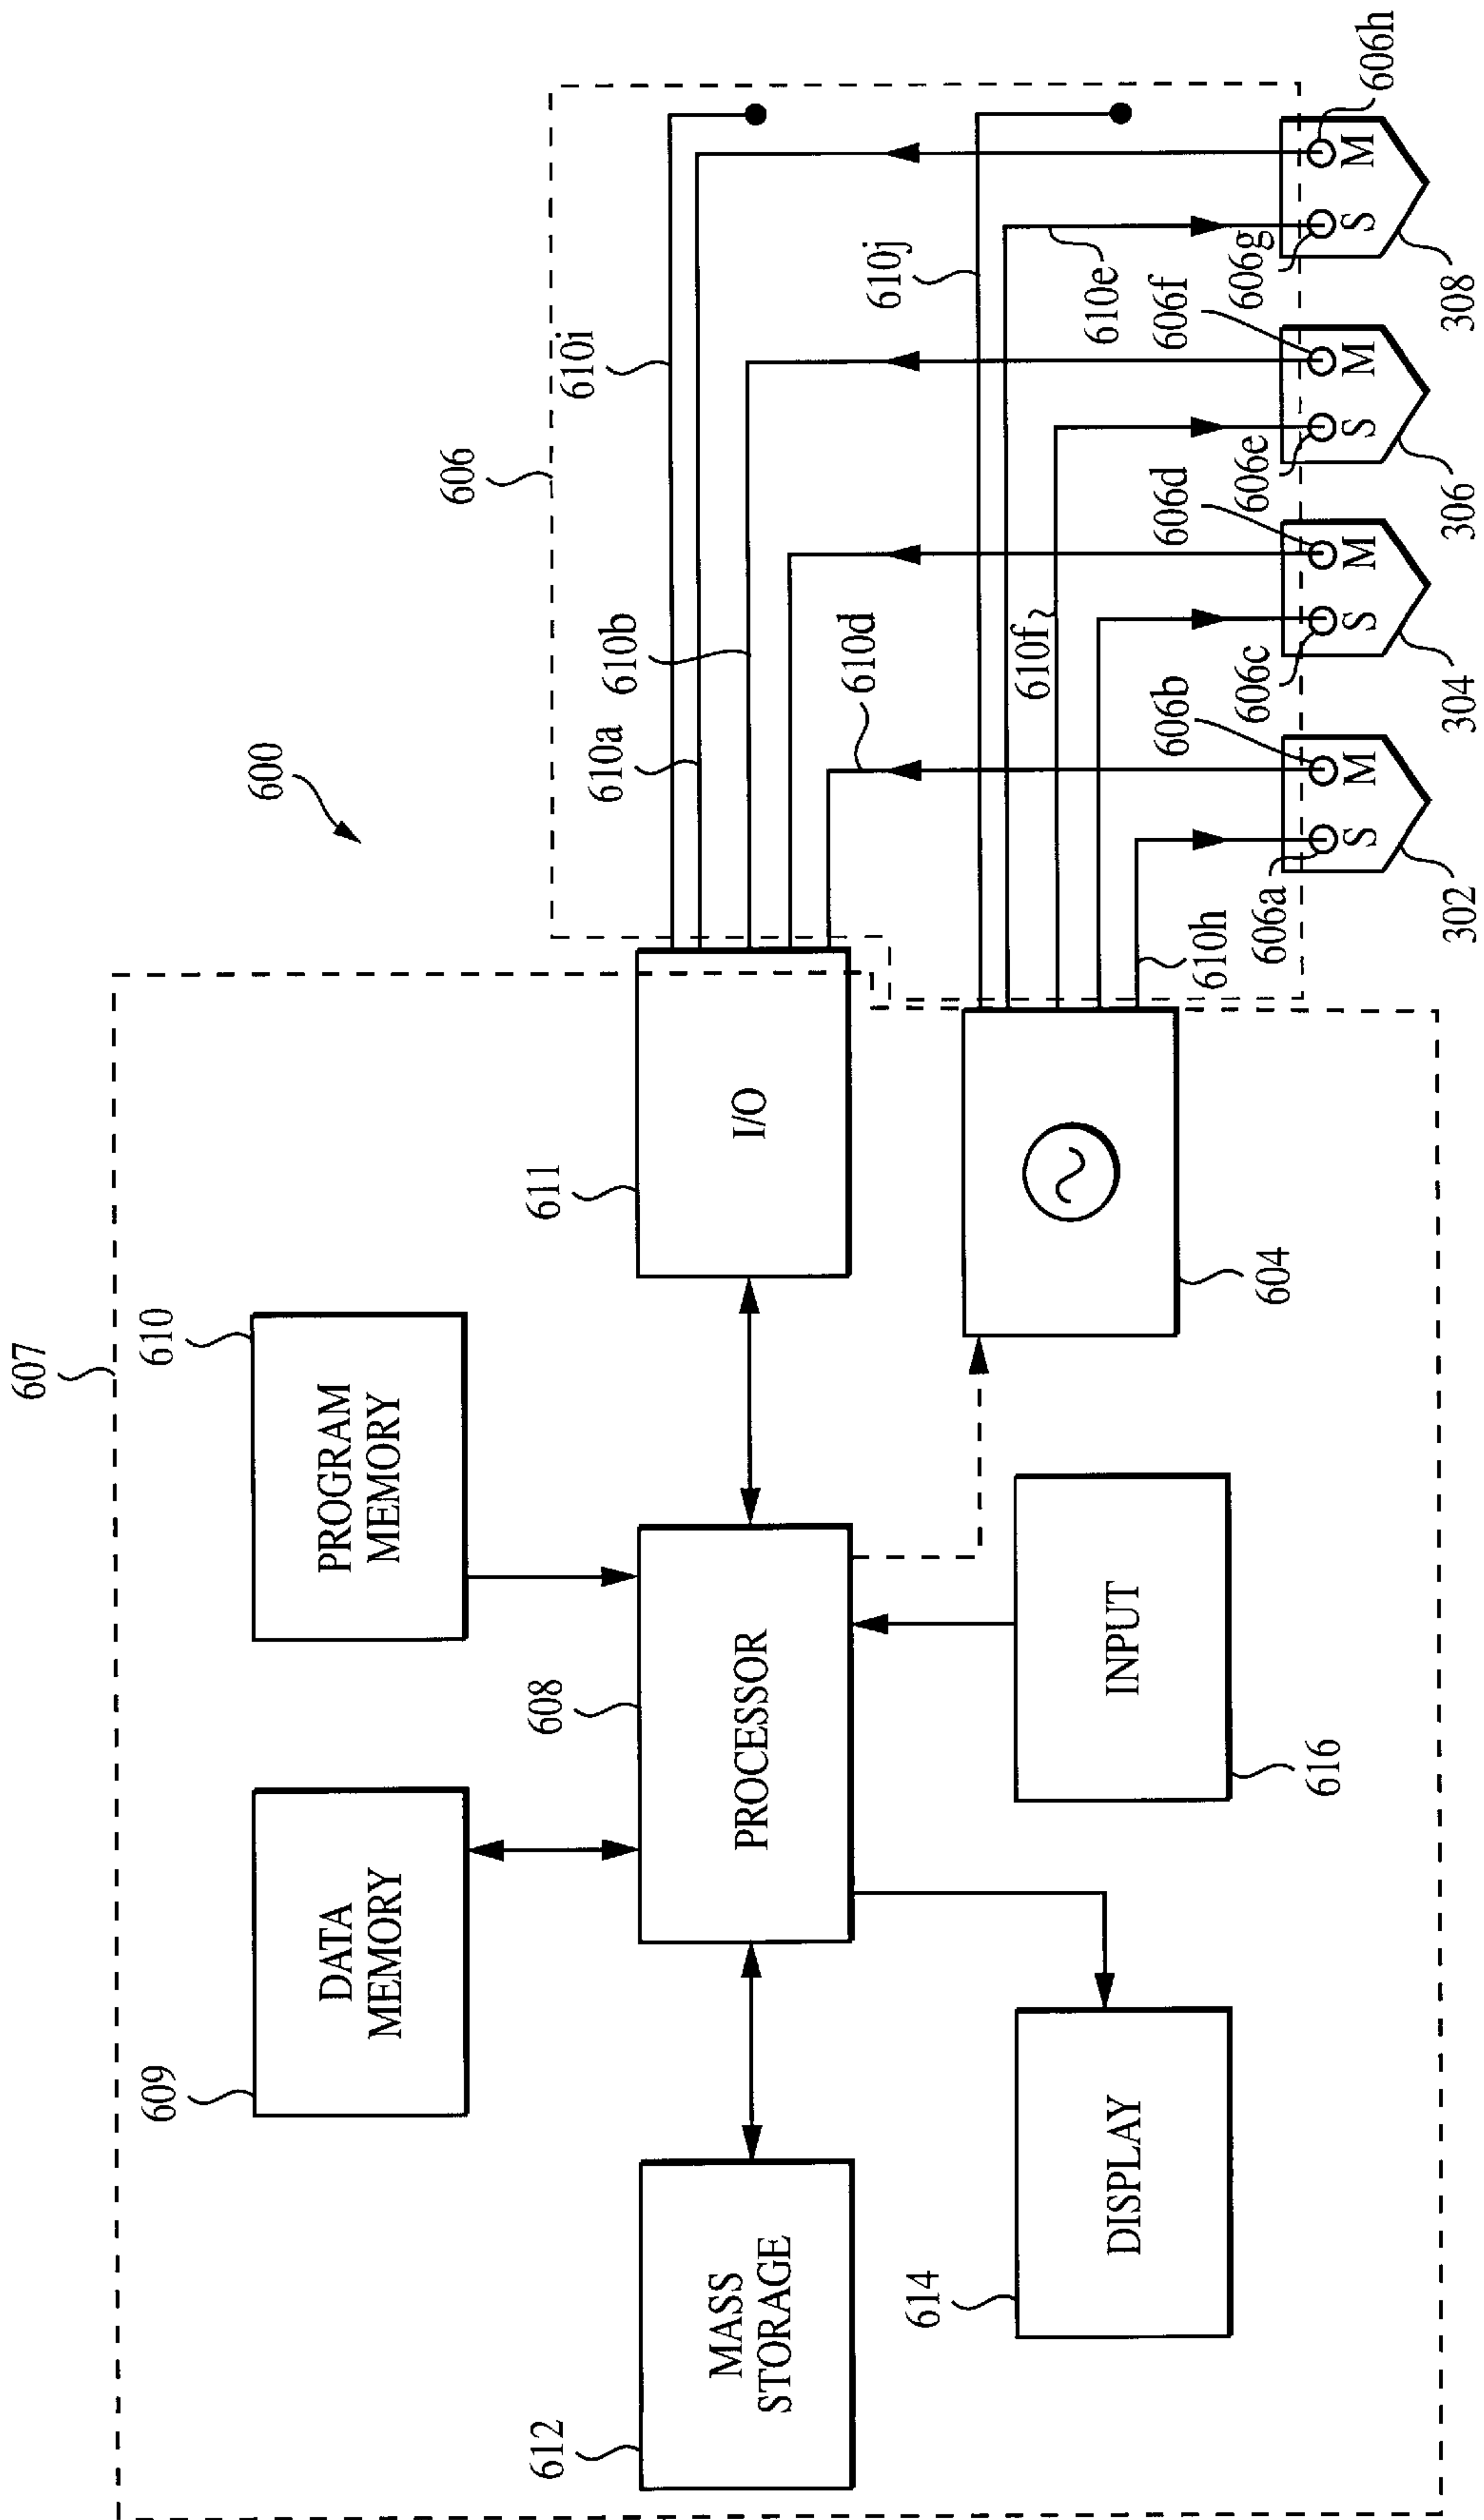 600
607
609
DATA
MEMORY
610
PROGRAM
MEMORY
612
MASS
STORAGE
608
PROCESSOR
611
I/O
614
DISPLAY
616
INPUT
604
606
610a
610b
610i
610d
610f
610j
610e
610h
606a
606b
606c
606d
606e
606f
606g
606h
S
M
S
M
S
M
S
M
302
304
306
308